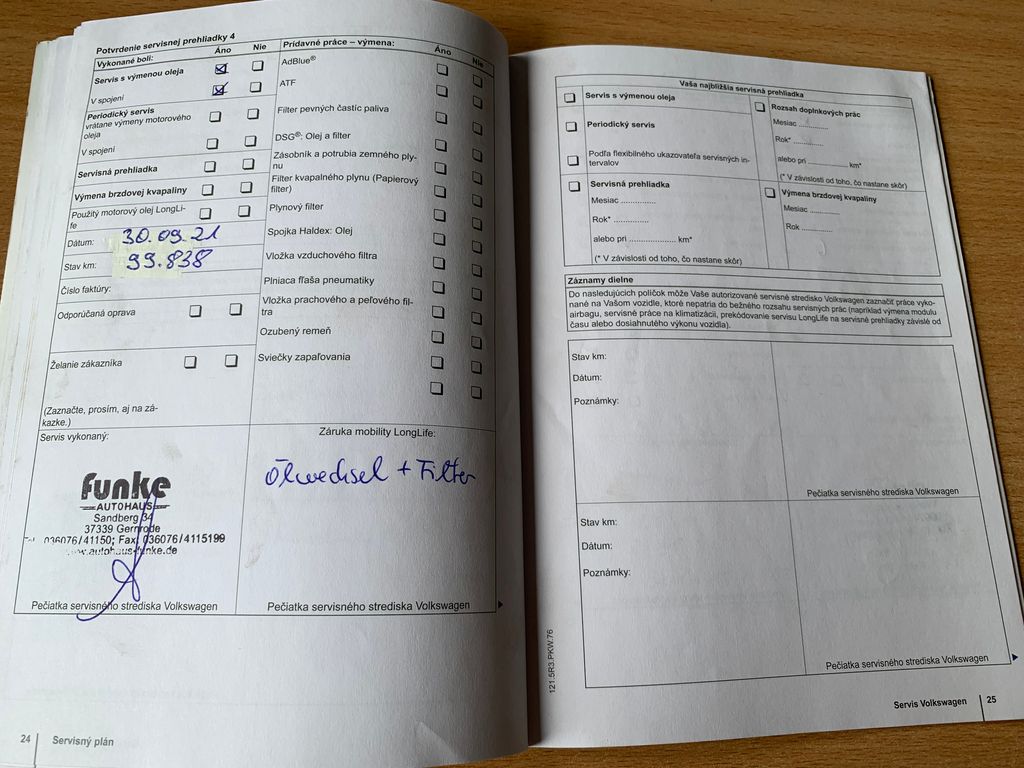 Potvrdenie servisnej prehliadky 4
Vykonané boli: Áno Nie
Servis s výmenou oleja
V spojení
Periodický servis
vrátane výmeny motorového
oleja
V spojení
Servisná prehliadka
Výmena brzdovej kvapaliny
Použitý motorový olej LongLi-
fe
Dátum: 30.09.21
Stav km: 99.838
Číslo faktúry:
Odporúčaná oprava
Želanie zákazníka
(Zaznačte, prosím, aj na zá-
kazke.)
Prídavné práce – výmena: Áno Nie
AdBlue®
ATF
Filter pevných častíc paliva
DSG®: Olej a filter
Zásobník a potrubia zemného ply-
nu
Filter kvapalného plynu (Papierový
filter)
Plynový filter
Spojka Haldex: Olej
Vložka vzduchového filtra
Plniaca fľaša pneumatiky
Vložka prachového a peľového fil-
tra
Ozubený remeň
Sviečky zapaľovania
Servis vykonaný:
funke
AUTOHAUS
Sandberg 34
37339 Gernrode
036076/41150; Fax: 036076/4115199
www.autohaus-funke.de
Pečiatka servisného strediska Volkswagen
Záruka mobility LongLife:
Ölwechsel + Filter
Pečiatka servisného strediska Volkswagen
24 Servisný plán
Vaša najbližšia servisná prehliadka
Servis s výmenou oleja
Periodický servis
Podľa flexibilného ukazovateľa servisných in-
tervalov
Servisná prehliadka
Mesiac ..............
Rok* ..............
alebo pri .................... km*
(* V závislosti od toho, čo nastane skôr)
Rozsah doplnkových prác
Mesiac ............
Rok* ............
alebo pri ................ km*
(* V závislosti od toho, čo nastane skôr)
Výmena brzdovej kvapaliny
Mesiac ............
Rok ............
Záznamy dielne
Do nasledujúcich políčok môže Vaše autorizované servisné stredisko Volkswagen zaznačiť práce vyko-
nané na Vašom vozidle, ktoré nepatria do bežného rozsahu servisných prác (napríklad výmena modulu
airbagu, servisné práce na klimatizácii, prekódovanie servisu LongLife na servisné prehliadky závislé od
času alebo dosiahnutého výkonu vozidla).
Stav km:
Dátum:
Poznámky:
Pečiatka servisného strediska Volkswagen
Stav km:
Dátum:
Poznámky:
Pečiatka servisného strediska Volkswagen
121.5R3.PKW.76
Servis Volkswagen 25